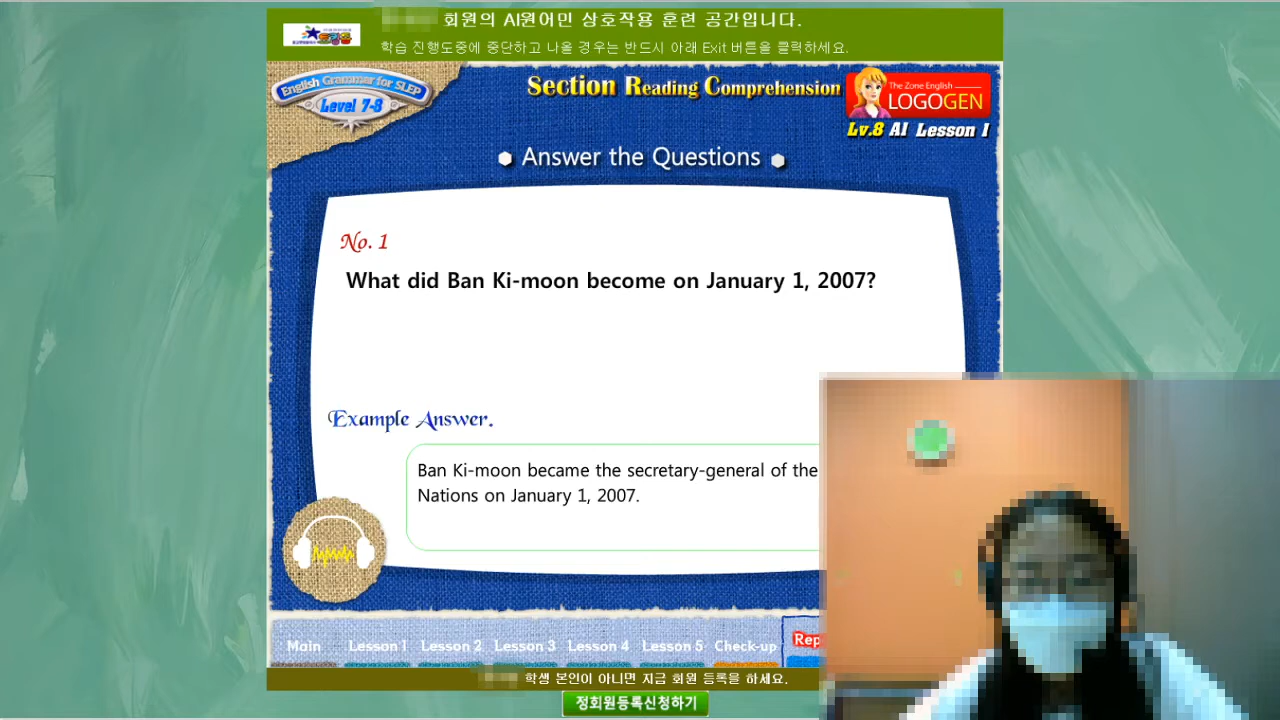 회원의 AI원어민 상호작용 훈련 공간입니다.
학습 진행도중에 중단하고 나올 경우는 반드시 아래 Exit 버튼을 클릭하세요.
English Grammar for SLEP
Level 7-8
Section Reading Comprehension
The Zone English
LOGOGEN
Lv.8 AI Lesson 1
Answer the Questions
No. 1
What did Ban Ki-moon become on January 1, 2007?
Example Answer.
Ban Ki-moon became the secretary-general of the
Nations on January 1, 2007.
Main Lesson 1 Lesson 2 Lesson 3 Lesson 4 Lesson 5 Check-up Rep
학생 본인이 아니면 지금 회원 등록을 하세요.
정회원등록신청하기